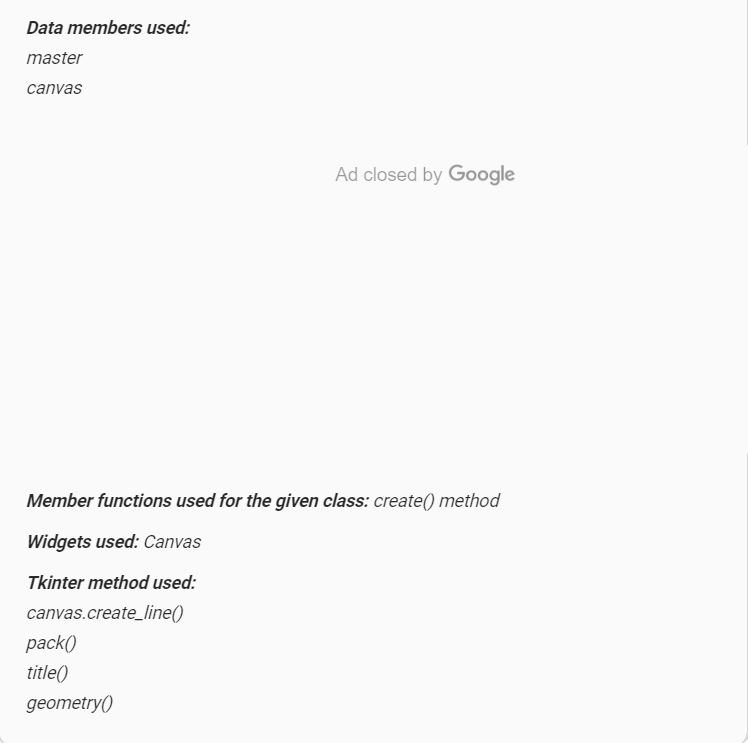 Data members used:
master
canvas
Ad closed by Google
Member functions used for the given class: create() method
Widgets used: Canvas
Tkinter method used:
canvas.create_line()
pack()
title()
geometry()